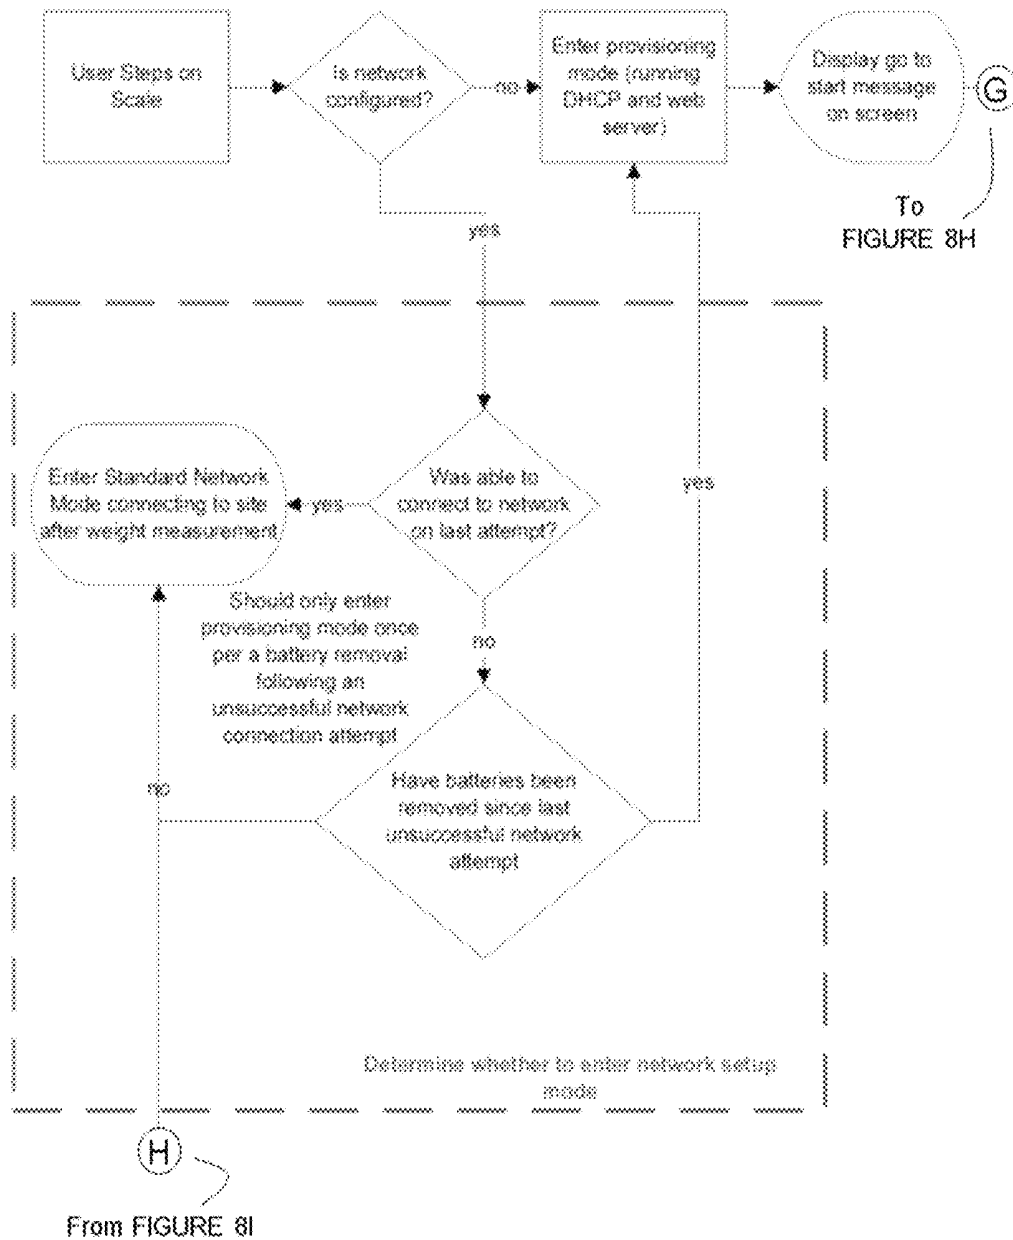 User Steps on
Scale
Is network
configured?
no
Enter provisioning
mode (running
DHCP and web
server)
Display go to
start message
on screen
G
To
FIGURE 8H
yes
Enter Standard Network
Mode connecting to site
after weight measurement
yes
Was able to
connect to network
on last attempt?
yes
Should only enter
provisioning mode once
per a battery removal
following an
unsuccessful network
connection attempt
no
no
Have batteries been
removed since last
unsuccessful network
attempt
Determine whether to enter network setup
mode
H
From FIGURE 8I